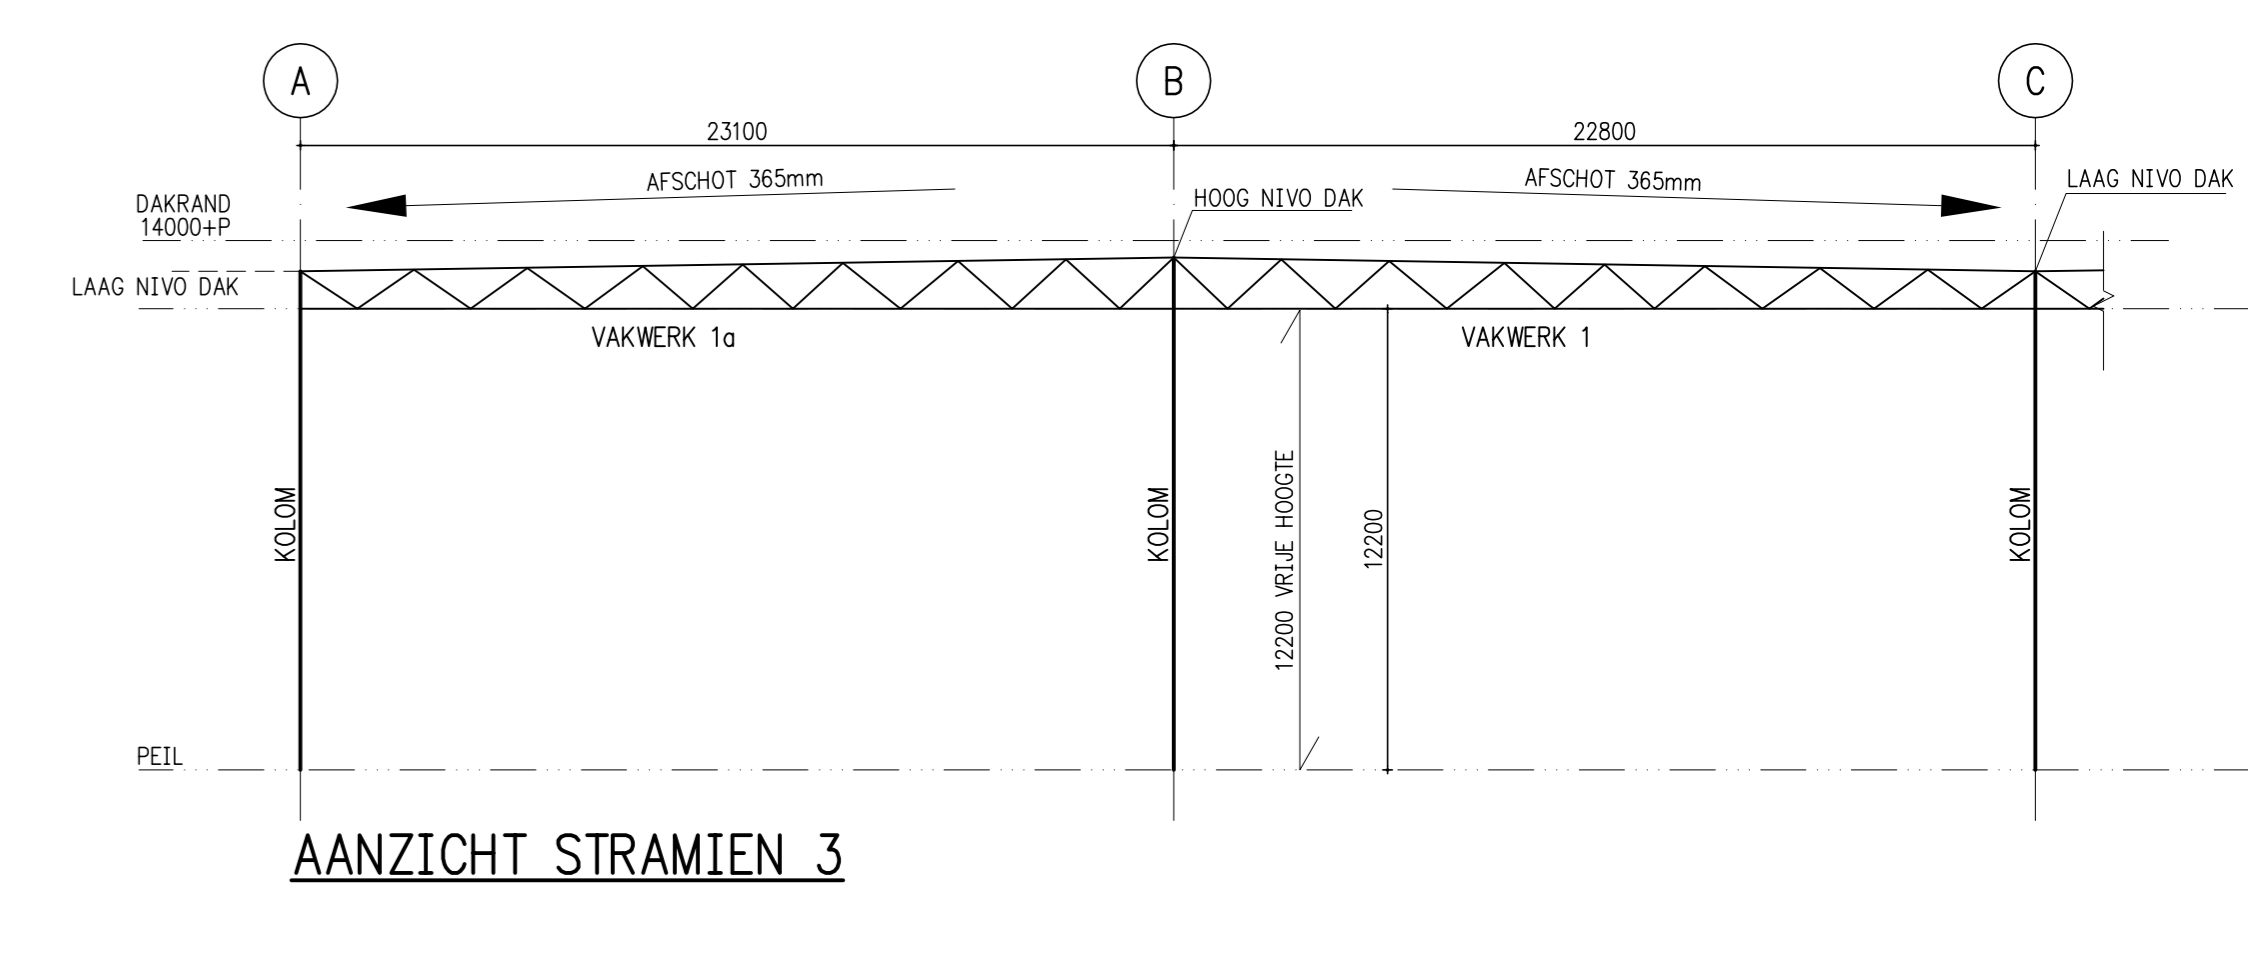 A
B
C
23100
22800
AFSCHOT 365mm
AFSCHOT 365mm
LAAG NIVO DAK
HOOG NIVO DAK
DAKRAND
14000+P
LAAG NIVO DAK
VAKWERK 1a
VAKWERK 1
KOLOM
KOLOM
12200 VRIJE HOOGTE
12200
KOLOM
PEIL
AANZICHT STRAMIEN 3